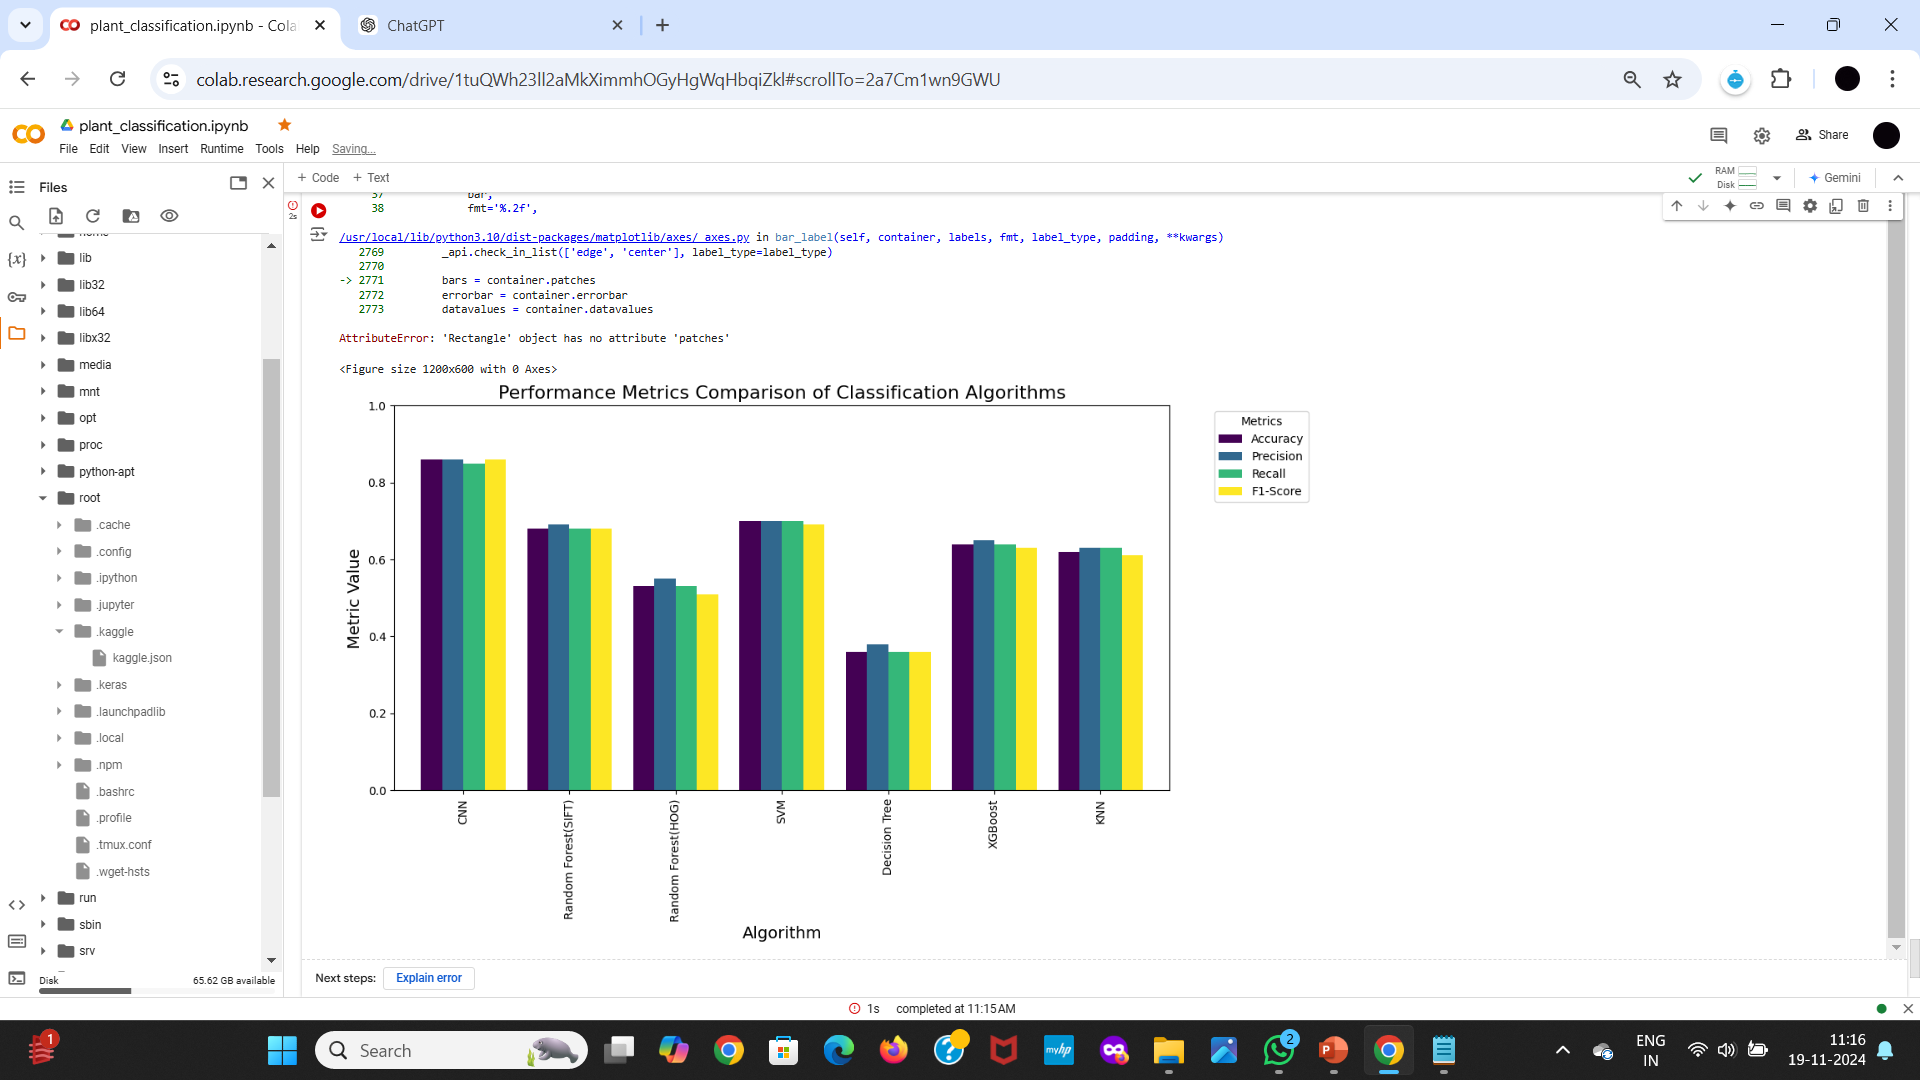 plant_classification.ipynb - Cola
ChatGPT
colab.research.google.com/drive/1tuQWh23ll2aMkXimmhOGyHgWqHbqiZkl#scrollTo=2a7Cm1wn9GWU
plant_classification.ipynb
File Edit View Insert Runtime Tools Help Saving...
Share
Files
+ Code + Text
RAM
Disk
Gemini
lib
lib32
lib64
libx32
media
mnt
opt
proc
python-apt
root
.cache
.config
.ipython
.jupyter
.kaggle
kaggle.json
.keras
.launchpadlib
.local
.npm
.bashrc
.profile
.tmux.conf
.wget-hsts
run
sbin
srv
Disk 65.62 GB available
2s
37 bar,
38 fmt='%.2f',
/usr/local/lib/python3.10/dist-packages/matplotlib/axes/_axes.py in bar_label(self, container, labels, fmt, label_type, padding, **kwargs)
2769 _api.check_in_list(['edge', 'center'], label_type=label_type)
2770
-> 2771 bars = container.patches
2772 errorbar = container.errorbar
2773 datavalues = container.datavalues
AttributeError: 'Rectangle' object has no attribute 'patches'
<Figure size 1200x600 with 0 Axes>
Performance Metrics Comparison of Classification Algorithms
1.0
0.8
0.6
0.4
0.2
0.0
Metric Value
Metrics
Accuracy
Precision
Recall
F1-Score
CNN
Random Forest(SIFT)
Random Forest(HOG)
SVM
Decision Tree
XGBoost
KNN
Algorithm
Next steps: Explain error
1s completed at 11:15 AM
1
Search
myhp
2
ENG
IN
11:16
19-11-2024